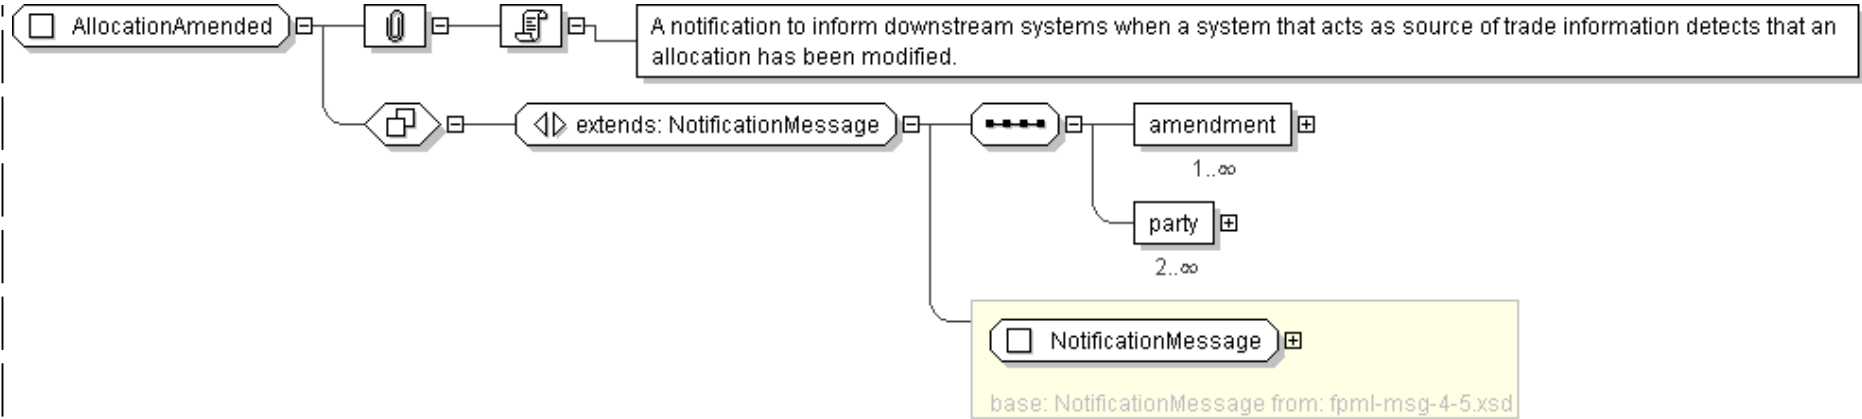 AllocationAmended
A notification to inform downstream systems when a system that acts as source of trade information detects that an
allocation has been modified.
extends: NotificationMessage
amendment
1..∞
party
2..∞
NotificationMessage
base: NotificationMessage from: fpml-msg-4-5.xsd